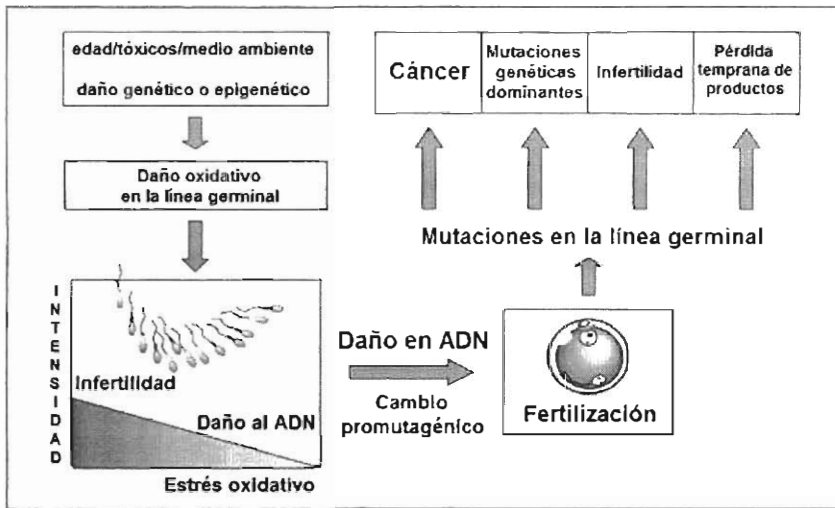 edad/tóxicos/medio ambiente
daño genético o epigenético
Daño oxidativo
en la línea germinal
INTENSIDAD
Infertilidad
Daño al ADN
Estrés oxidativo
Daño en ADN
Cambio
promutagénico
Fertilización
Mutaciones en la línea germinal
Cáncer
Mutaciones
genéticas
dominantes
Infertilidad
Pérdida
temprana de
productos